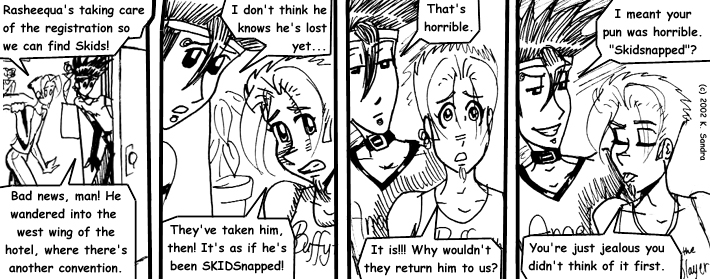 Rasheequa's taking care
of the registration so
we can find Skids!
Bad news, man! He
wandered into the
west wing of the
hotel, where there's
another convention.
I don't think he
knows he's lost
yet...
They've taken him,
then! It's as if he's
been SKIDSnapped!
Buffy
That's
horrible.
It is!!! Why wouldn't
they return him to us?
I meant your
pun was horrible.
"Skidsnapped"?
You're just jealous you
didn't think of it first.
the
Slayer
(c) 2002 K. Sandra